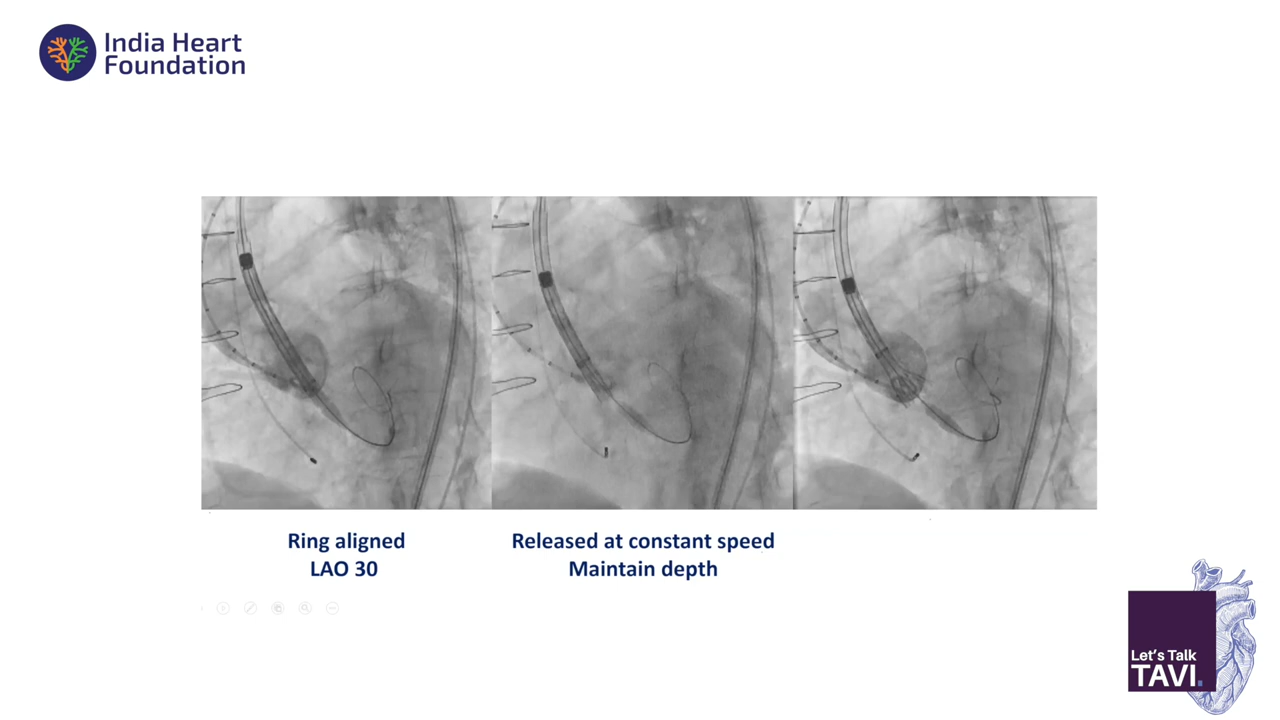 India Heart
Foundation
Ring aligned
LAO 30
Released at constant speed
Maintain depth
Let's Talk
TAVI.